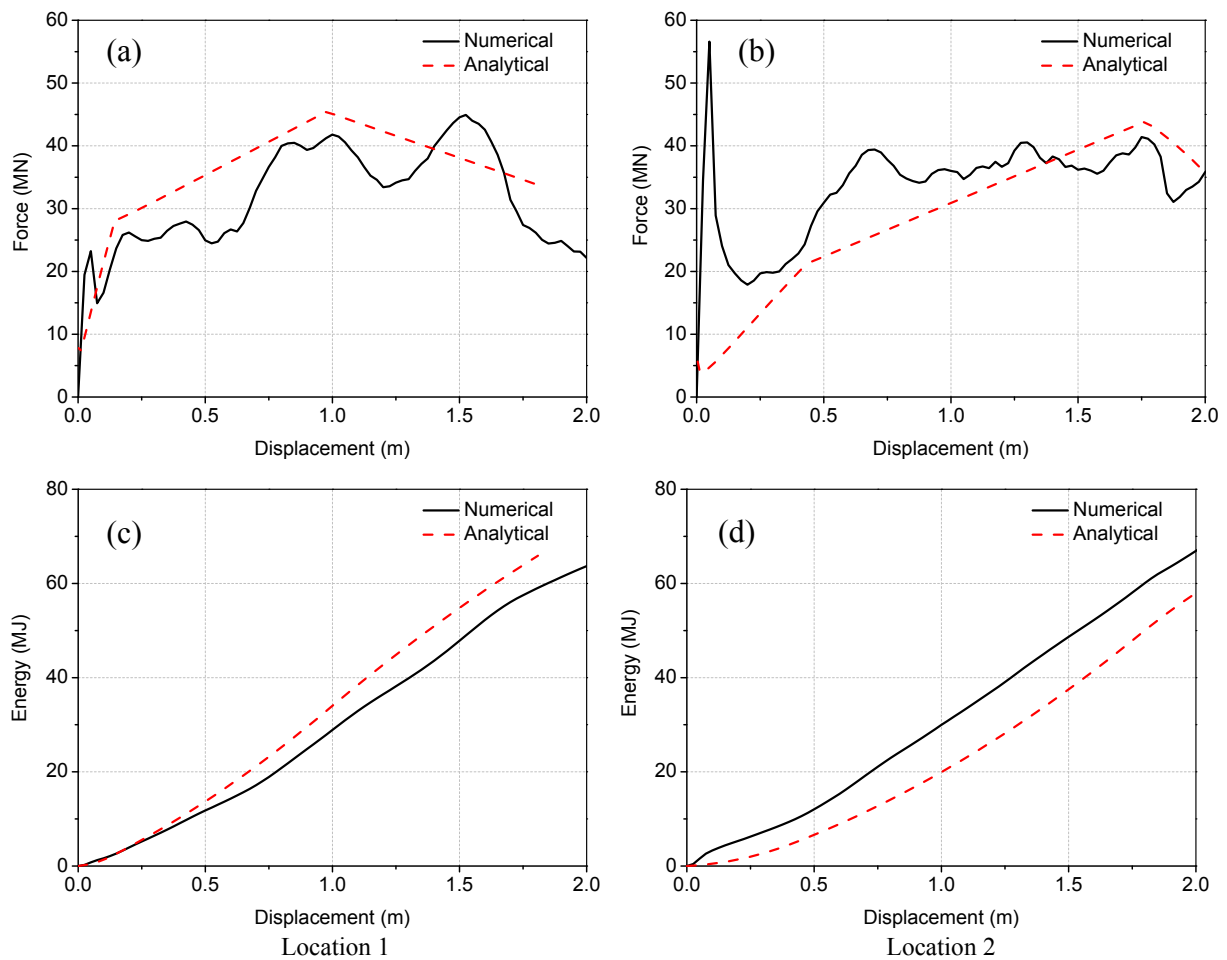 (a)
Numerical
Analytical
Force (MN)
60
50
40
30
20
10
0
0.0 0.5 1.0 1.5 2.0
Displacement (m)
(b)
Numerical
Analytical
Force (MN)
60
50
40
30
20
10
0
0.0 0.5 1.0 1.5 2.0
Displacement (m)
(c)
Numerical
Analytical
Energy (MJ)
80
60
40
20
0
0.0 0.5 1.0 1.5 2.0
Displacement (m)
Location 1
(d)
Numerical
Analytical
Energy (MJ)
80
60
40
20
0
0.0 0.5 1.0 1.5 2.0
Displacement (m)
Location 2